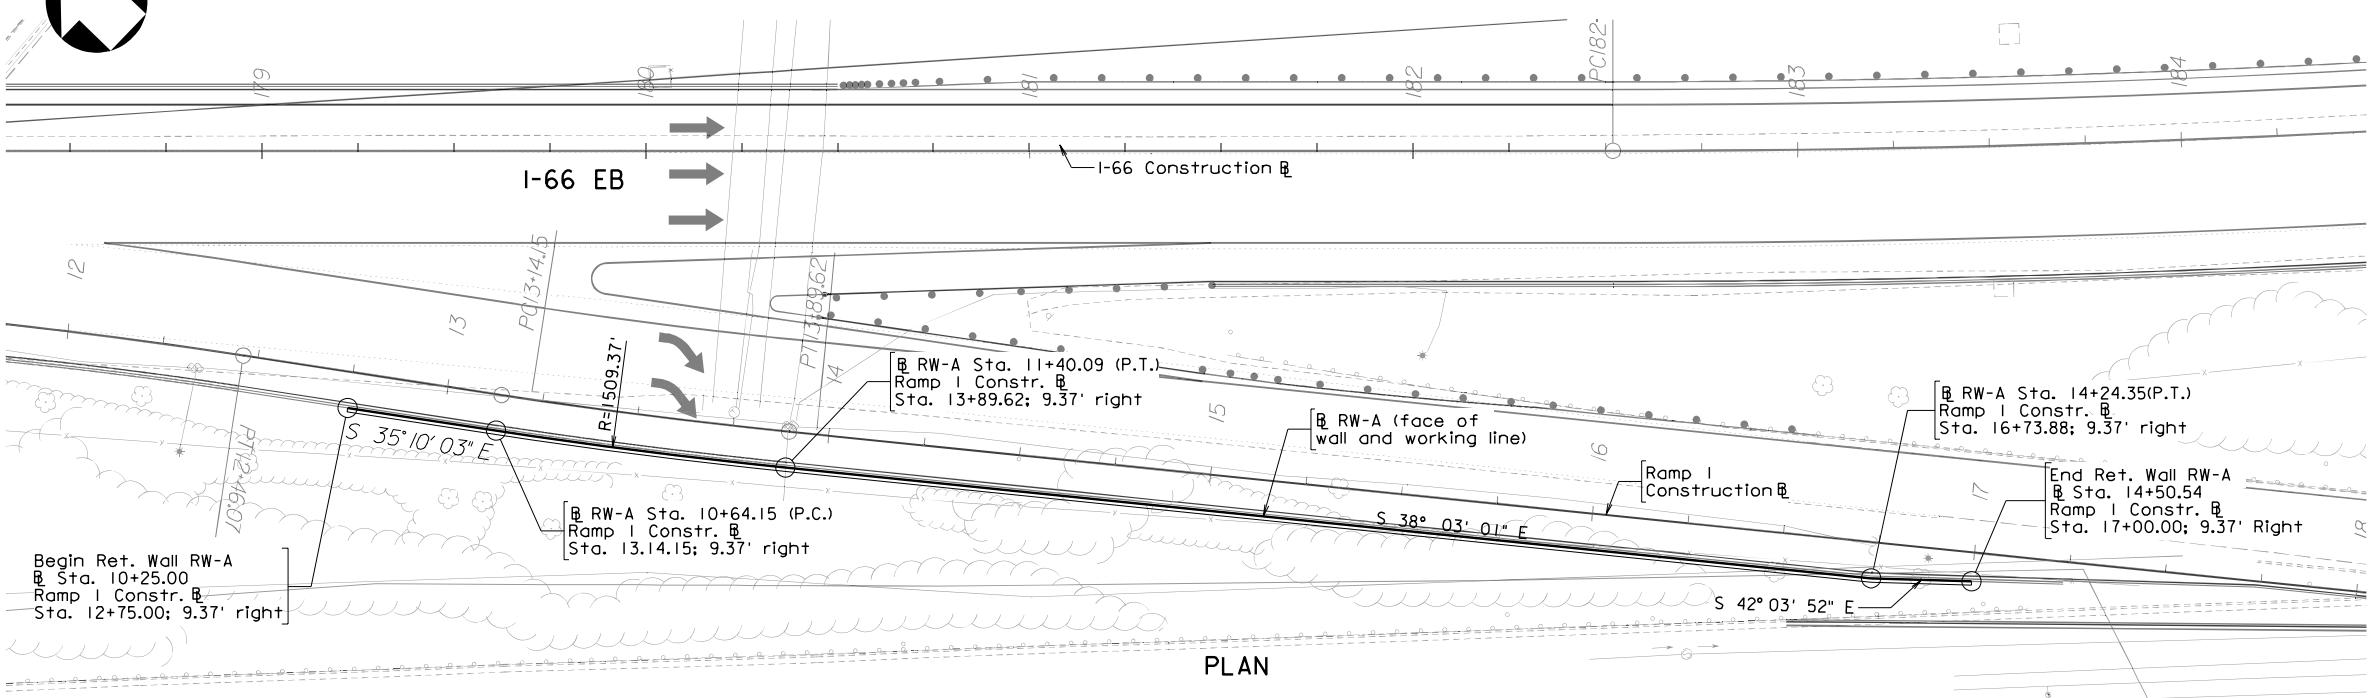 179
180
181
182
PC182+
183
184
I-66 Construction ℄
I-66 EB
12
13
PC13+14.15
PT13+89.62
14
15
16
17
18
PT12+46.07
R=1509.37'
℄ RW-A Sta. 11+40.09 (P.T.)
Ramp 1 Constr. ℄
Sta. 13+89.62; 9.37' right
℄ RW-A (face of
wall and working line)
Ramp 1
Construction ℄
℄ RW-A Sta. 14+24.35(P.T.)
Ramp 1 Constr. ℄
Sta. 16+73.88; 9.37' right
End Ret. Wall RW-A
℄ Sta. 14+50.54
Ramp 1 Constr. ℄
Sta. 17+00.00; 9.37' Right
S 35°10' 03" E
℄ RW-A Sta. 10+64.15 (P.C.)
Ramp 1 Constr. ℄
Sta. 13.14.15; 9.37' right
S 38° 03' 01" E
Begin Ret. Wall RW-A
℄ Sta. 10+25.00
Ramp 1 Constr. ℄
Sta. 12+75.00; 9.37' right
S 42° 03' 52" E
PLAN